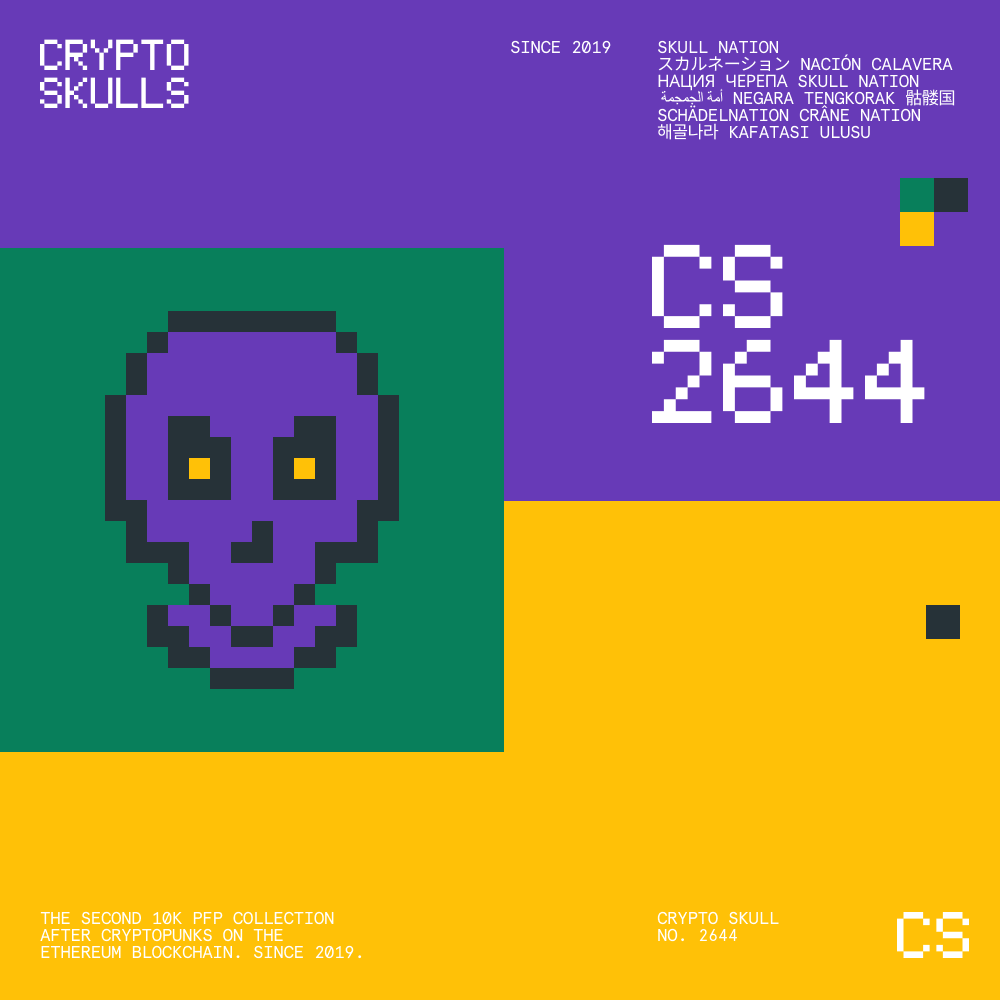 CRYPTO
SKULLS
SINCE 2019
SKULL NATION
スカルネーション NACIÓN CALAVERA
НАЦИЯ ЧЕРЕПА SKULL NATION
أمة الجمجمة NEGARA TENGKORAK 骷髅国
SCHÄDELNATION CRÂNE NATION
해골나라 KAFATASI ULUSU
CS
2644
THE SECOND 10K PFP COLLECTION
AFTER CRYPTOPUNKS ON THE
ETHEREUM BLOCKCHAIN. SINCE 2019.
CRYPTO SKULL
NO. 2644
CS